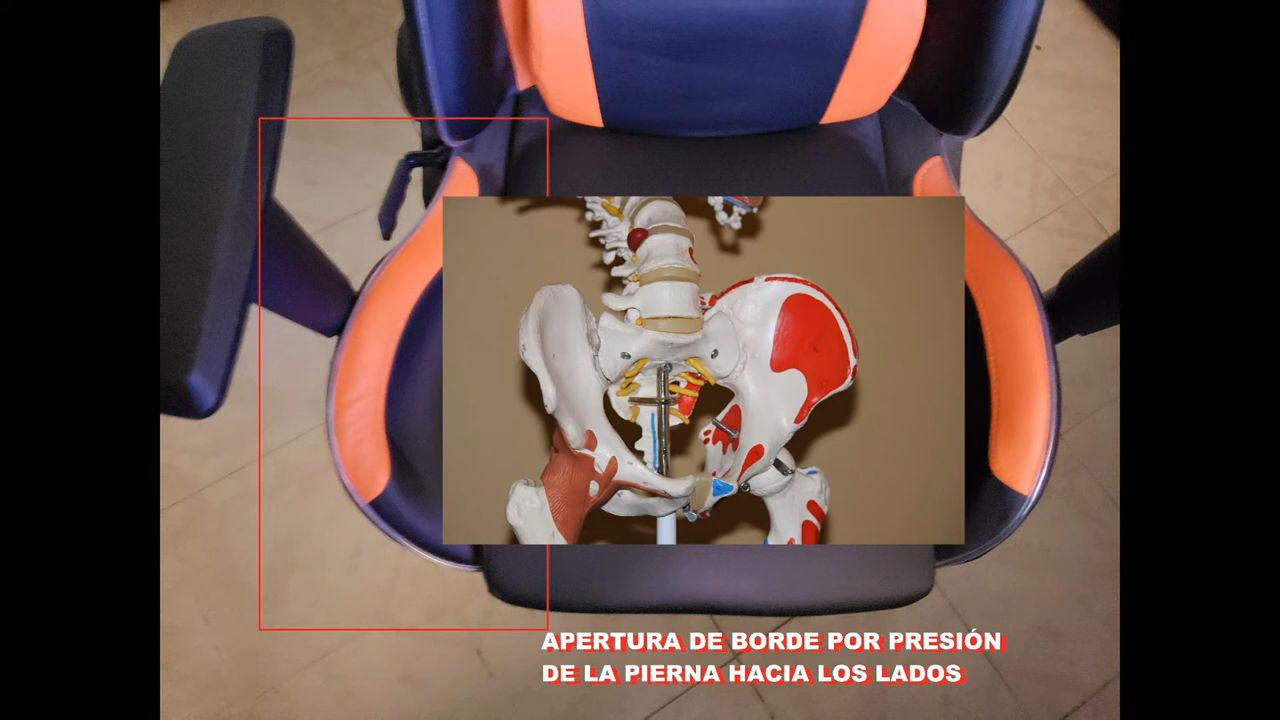 APERTURA DE BORDE POR PRESIÓN
DE LA PIERNA HACIA LOS LADOS